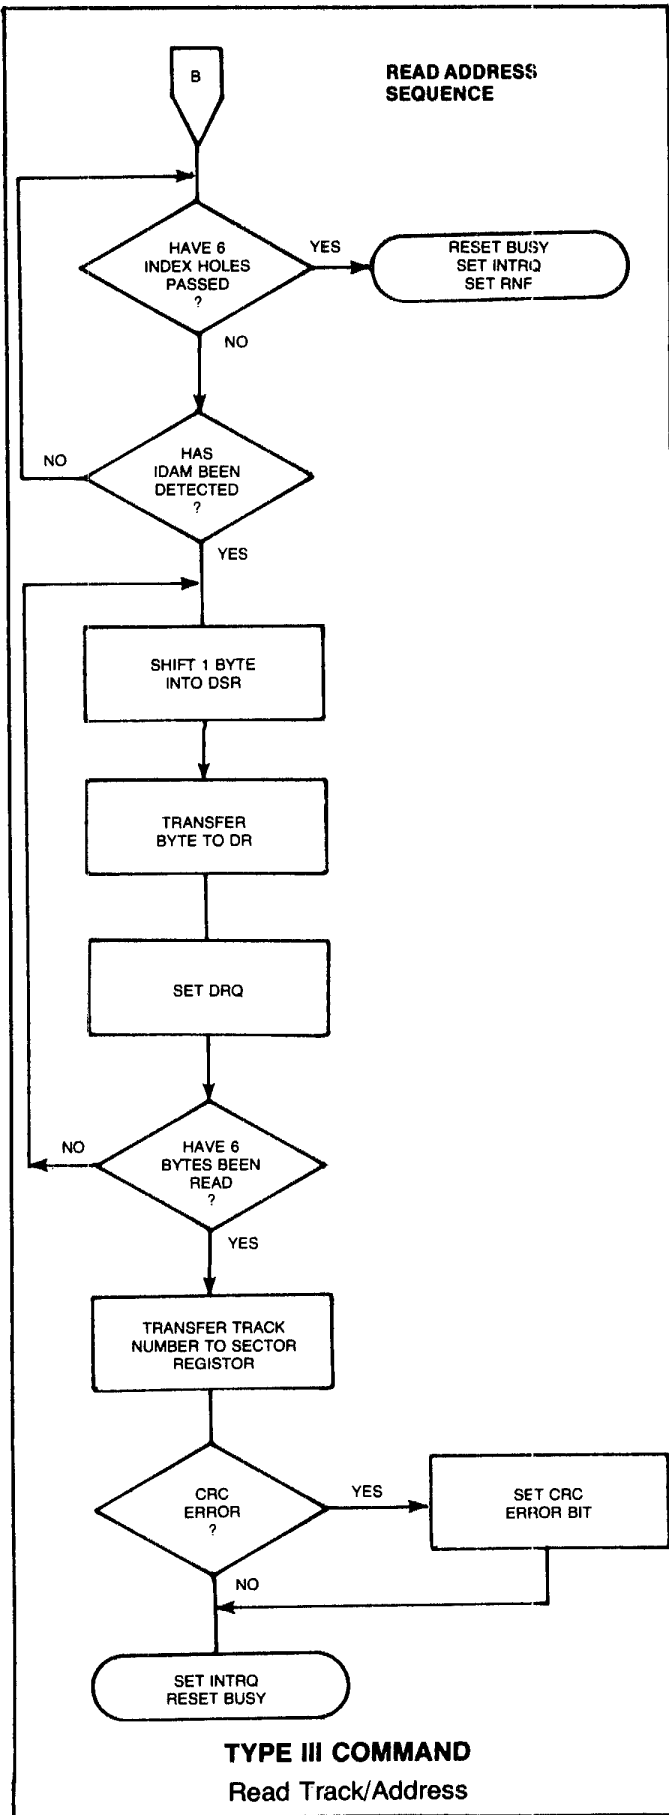 B
READ ADDRESS
SEQUENCE
HAVE 6
INDEX HOLES
PASSED
?
YES
RESET BUSY
SET INTRQ
SET RNF
NO
HAS
IDAM BEEN
DETECTED
?
NO
YES
SHIFT 1 BYTE
INTO DSR
TRANSFER
BYTE TO DR
SET DRQ
HAVE 6
BYTES BEEN
READ
?
NO
YES
TRANSFER TRACK
NUMBER TO SECTOR
REGISTOR
CRC
ERROR
?
YES
SET CRC
ERROR BIT
NO
SET INTRQ
RESET BUSY
TYPE III COMMAND
Read Track/Address